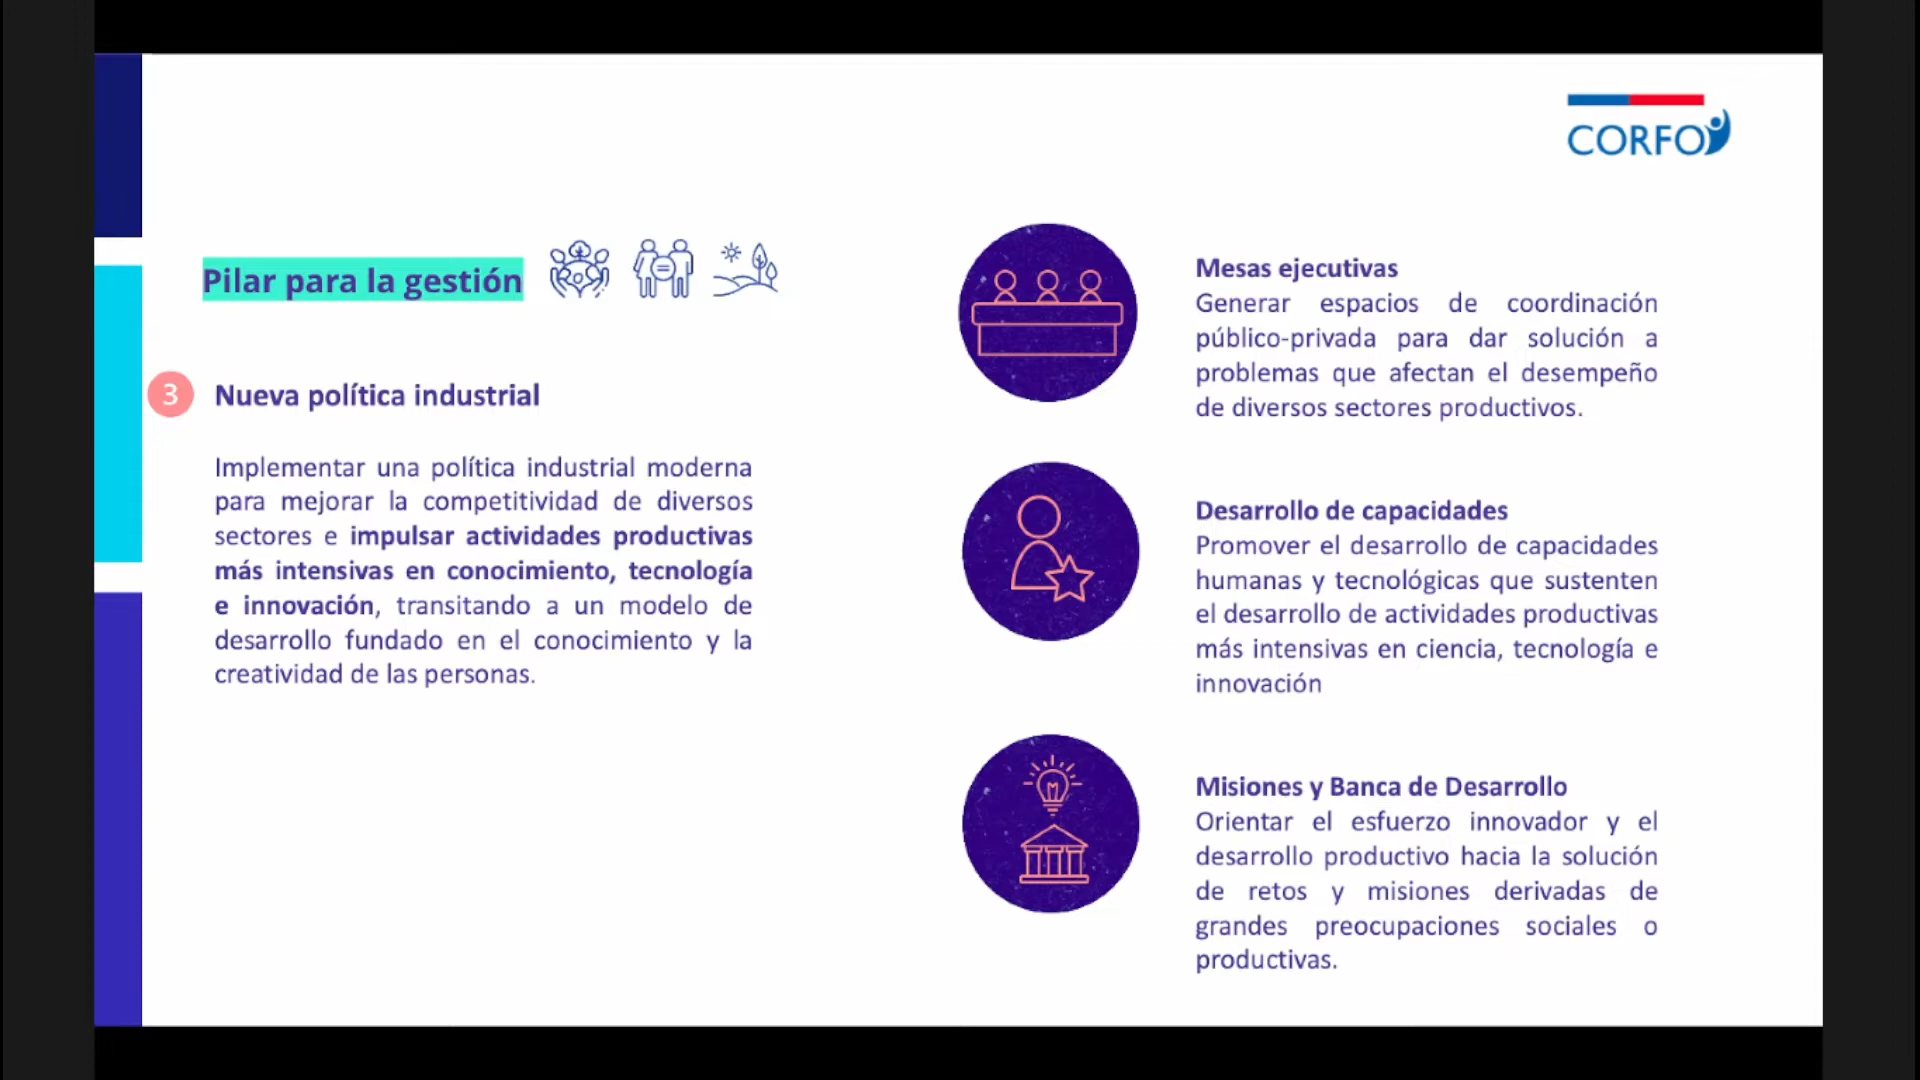 CORFO
Pilar para la gestión
3
Nueva política industrial
Implementar una política industrial moderna
para mejorar la competitividad de diversos
sectores e impulsar actividades productivas
más intensivas en conocimiento, tecnología
e innovación, transitando a un modelo de
desarrollo fundado en el conocimiento y la
creatividad de las personas.
Mesas ejecutivas
Generar espacios de coordinación
público-privada para dar solución a
problemas que afectan el desempeño
de diversos sectores productivos.
Desarrollo de capacidades
Promover el desarrollo de capacidades
humanas y tecnológicas que sustenten
el desarrollo de actividades productivas
más intensivas en ciencia, tecnología e
innovación
Misiones y Banca de Desarrollo
Orientar el esfuerzo innovador y el
desarrollo productivo hacia la solución
de retos y misiones derivadas de
grandes preocupaciones sociales o
productivas.